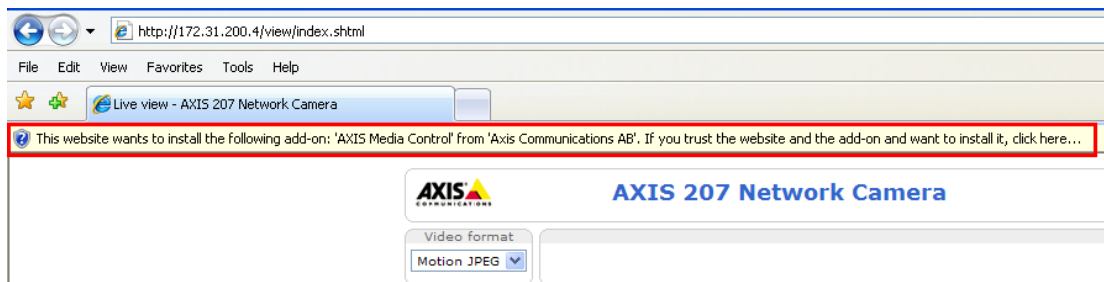 http://172.31.200.4/view/index.shtml
File Edit View Favorites Tools Help
Live view - AXIS 207 Network Camera
This website wants to install the following add-on: 'AXIS Media Control' from 'Axis Communications AB'. If you trust the website and the add-on and want to install it, click here...
AXIS
COMMUNICATIONS
AXIS 207 Network Camera
Video format
Motion JPEG